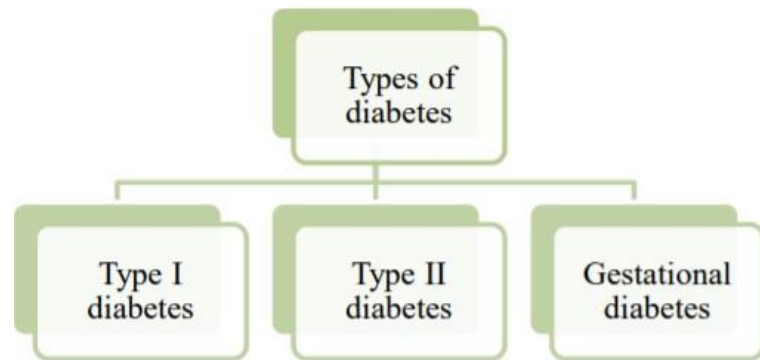 Types of
diabetes
Type I
diabetes
Type II
diabetes
Gestational
diabetes